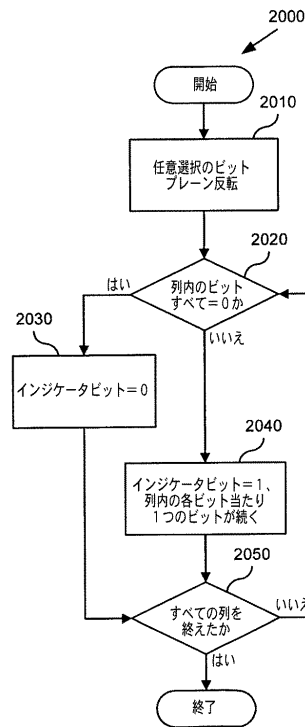 2000
開始
2010
任意選択のビット
プレーン反転
2020
列内のビット
すべて=0か
はい
いいえ
2030
インジケータビット=0
2040
インジケータビット=1、
列内の各ビット当たり
1つのビットが続く
2050
すべての列を
終えたか
いいえ
はい
終了